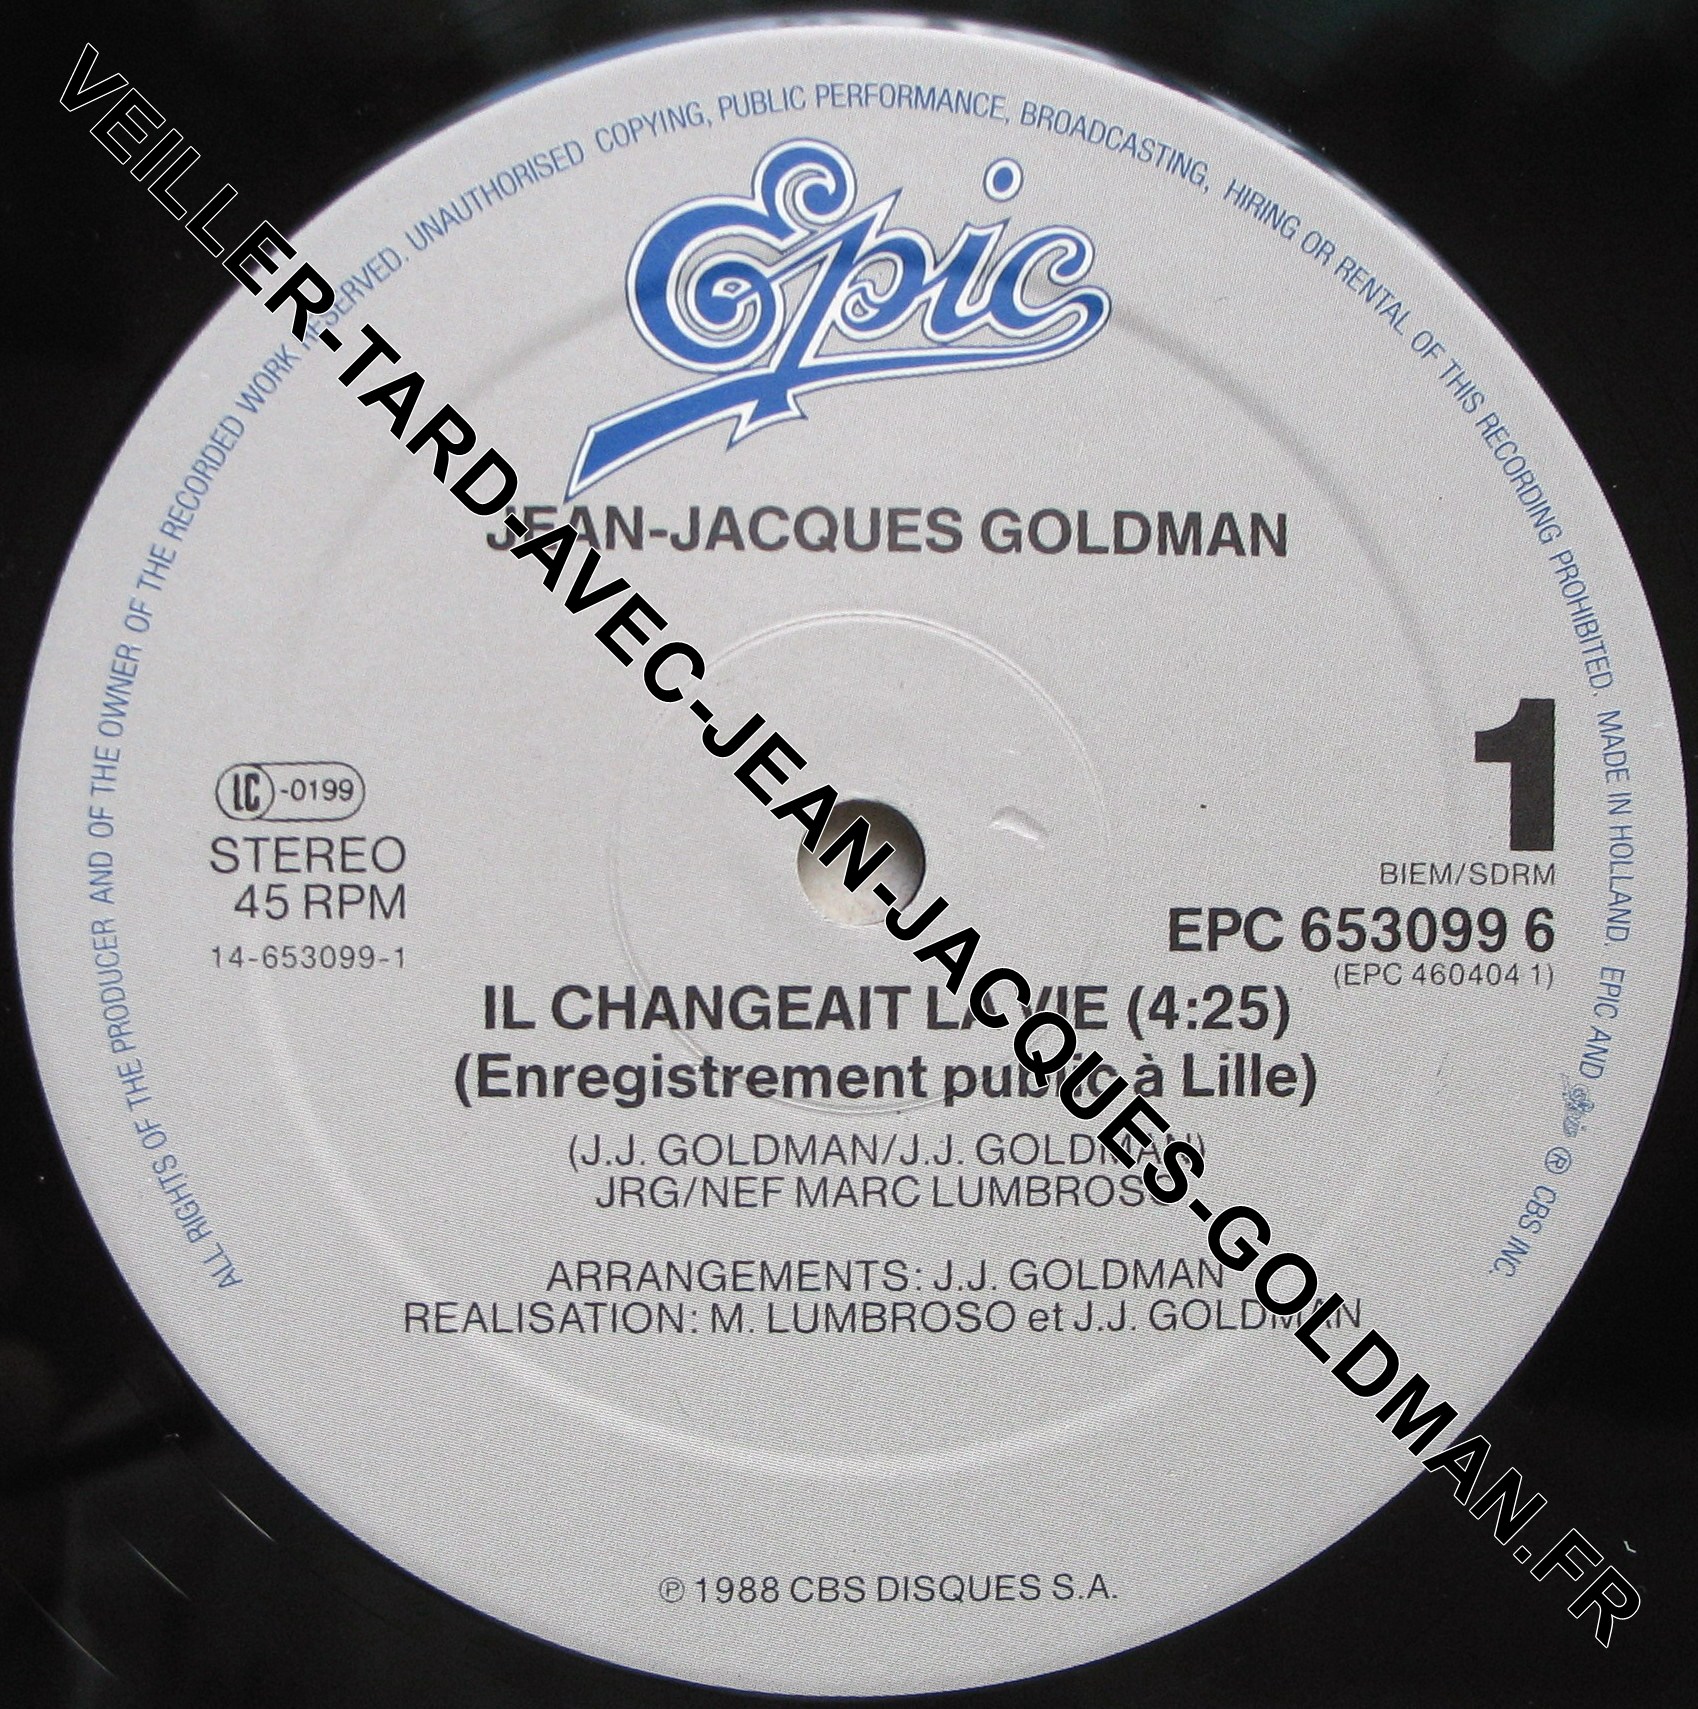 ALL RIGHTS OF THE PRODUCER AND OF THE OWNER OF THE RECORDED WORK RESERVED. UNAUTHORISED COPYING, PUBLIC PERFORMANCE, BROADCASTING, HIRING OR RENTAL OF THIS RECORDING PROHIBITED. MADE IN HOLLAND. EPIC AND Epic ® CBS INC.
Epic
JEAN-JACQUES GOLDMAN
1
LC -0199
STEREO
45 RPM
14-653099-1
BIEM/SDRM
EPC 653099 6
(EPC 460404 1)
IL CHANGEAIT LA VIE (4:25)
(Enregistrement public à Lille)
(J.J. GOLDMAN/J.J. GOLDMAN)
JRG/NEF MARC LUMBROSO
ARRANGEMENTS: J.J. GOLDMAN
REALISATION: M. LUMBROSO et J.J. GOLDMAN
℗ 1988 CBS DISQUES S.A.
VEILLER-TARD-AVEC-JEAN-JACQUES-GOLDMAN.FR